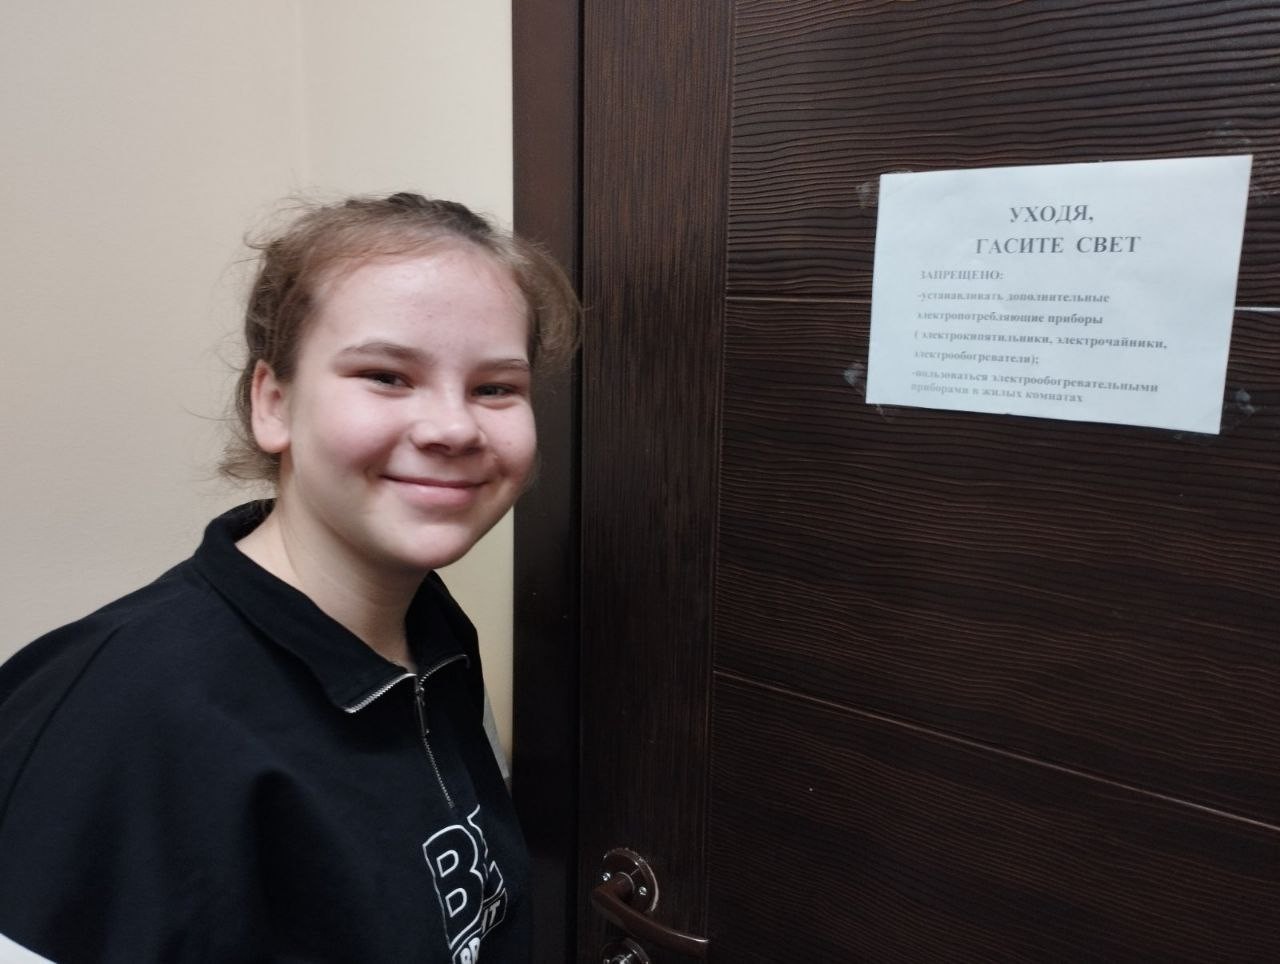 УХОДЯ,
ГАСИТЕ СВЕТ
ЗАПРЕЩЕНО:
-устанавливать дополнительные
электропотребляющие приборы
( электрокипятильники, электрочайники,
электрообогреватели);
-пользоваться электрообогревательными
приборами в жилых комнатах